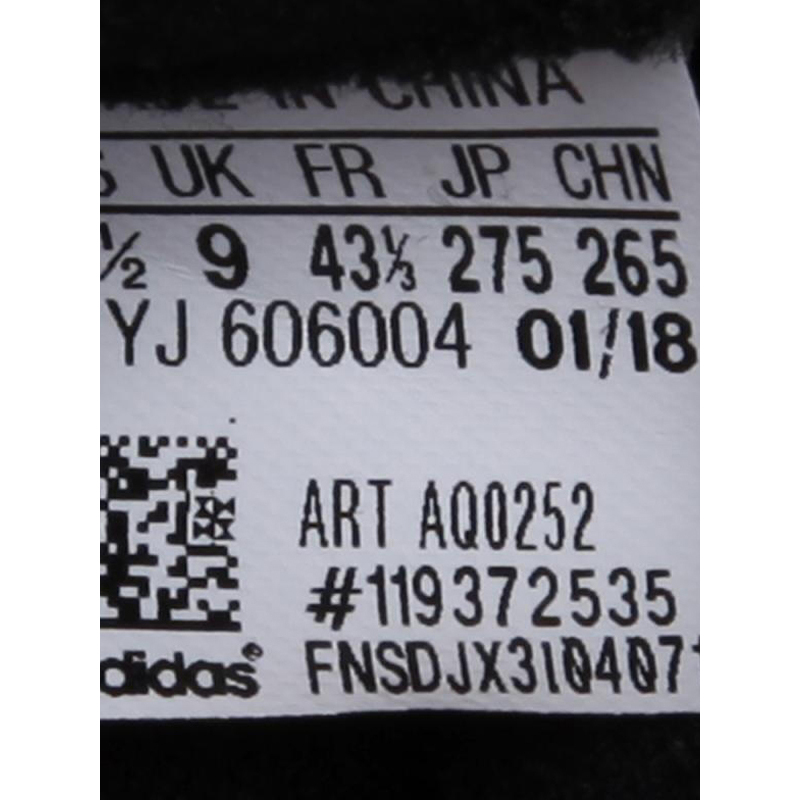 IN CHINA
UK FR JP CHN
½ 9 43⅓ 275 265
YJ 606004 01/18
ART AQ0252
#119372535
adidas®
FNSDJX310407